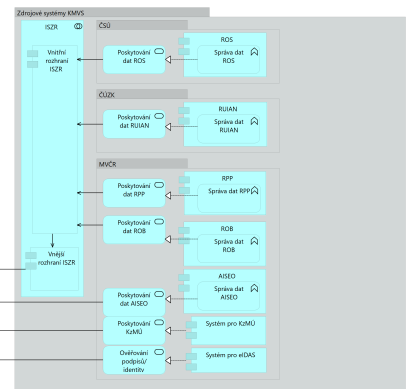 Zdrojové systémy KMVS
ISZR
Vnitřní
rozhraní
ISZR
Vnější
rozhraní ISZR
ČSÚ
Poskytování
dat ROS
ROS
Správa dat
ROS
ČÚZK
Poskytování
dat RUIAN
RUIAN
Správa dat
RUIAN
MVČR
Poskytování
dat RPP
RPP
Správa dat RPP
Poskytování
dat ROB
ROB
Správa dat
ROB
Poskytování
dat AISEO
AISEO
Správa dat
AISEO
Poskytování
KzMÚ
Systém pro KzMÚ
Ověřování
podpisů/
identity
Systém pro eIDAS